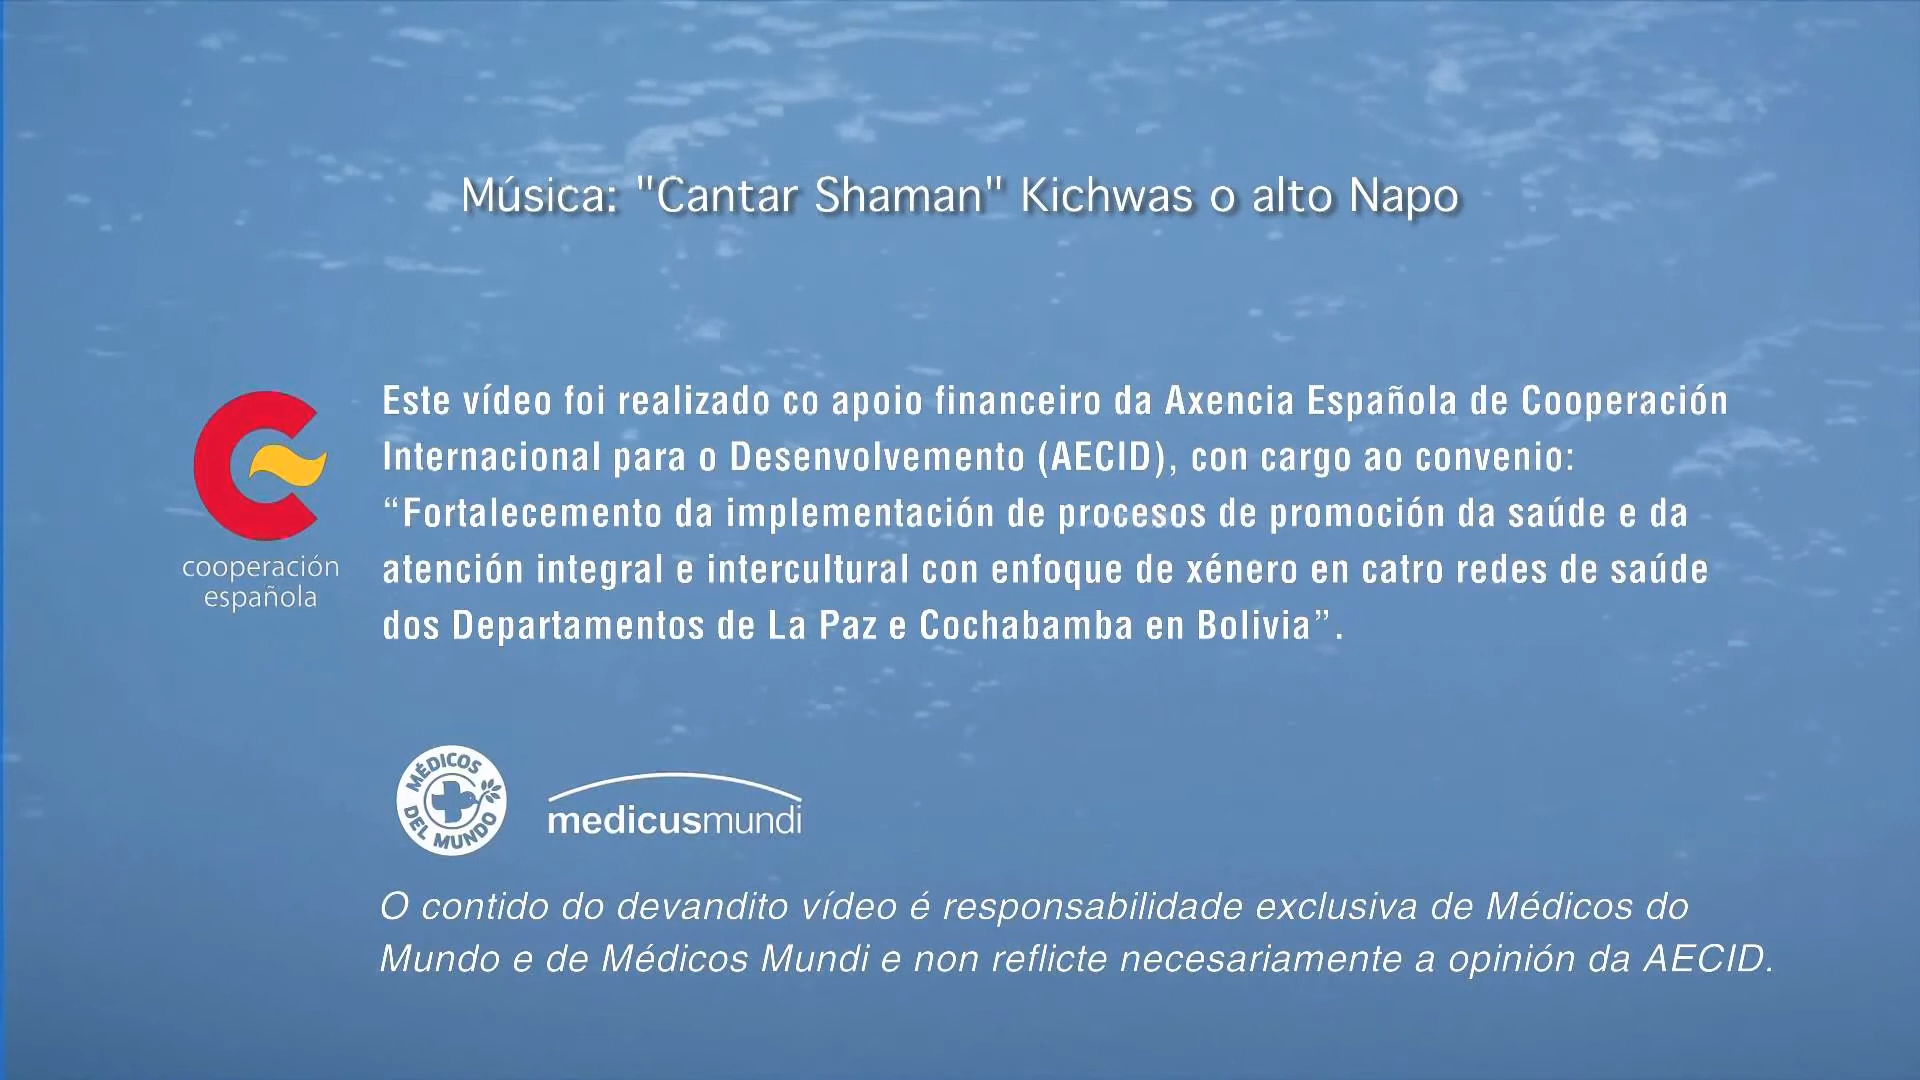 Música: "Cantar Shaman" Kichwas o alto Napo
Este vídeo foi realizado co apoio financeiro da Axencia Española de Cooperación
Internacional para o Desenvolvemento (AECID), con cargo ao convenio:
“Fortalecemento da implementación de procesos de promoción da saúde e da
atención integral e intercultural con enfoque de xénero en catro redes de saúde
dos Departamentos de La Paz e Cochabamba en Bolivia”.
cooperación
española
MÉDICOS
DEL MUNDO
medicusmundi
O contido do devandito vídeo é responsabilidade exclusiva de Médicos do
Mundo e de Médicos Mundi e non reflicte necesariamente a opinión da AECID.